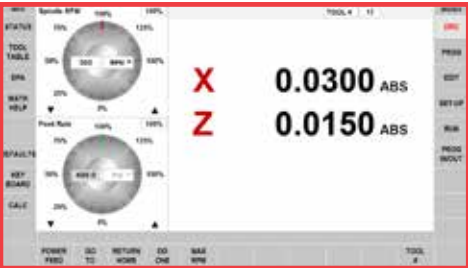 Spindle RPM 100% 150%
TOOL #
STATUS 75% 125%
DRO
TOOL
TABLE
PROG
50%
X 0.0300 ABS
EDIT
25%
MATH
HELP
0%
SET-UP
Z 0.0150 ABS
Feed Rate 100% 150%
75% 125%
RUN
PROG
IN/OUT
DEFAULTS
KEY
BOARD
50%
CALC
25%
0%
POWER
FEED
GO
TO
RETURN
HOME
DO
ONE
MAX
RPM
TOOL
#